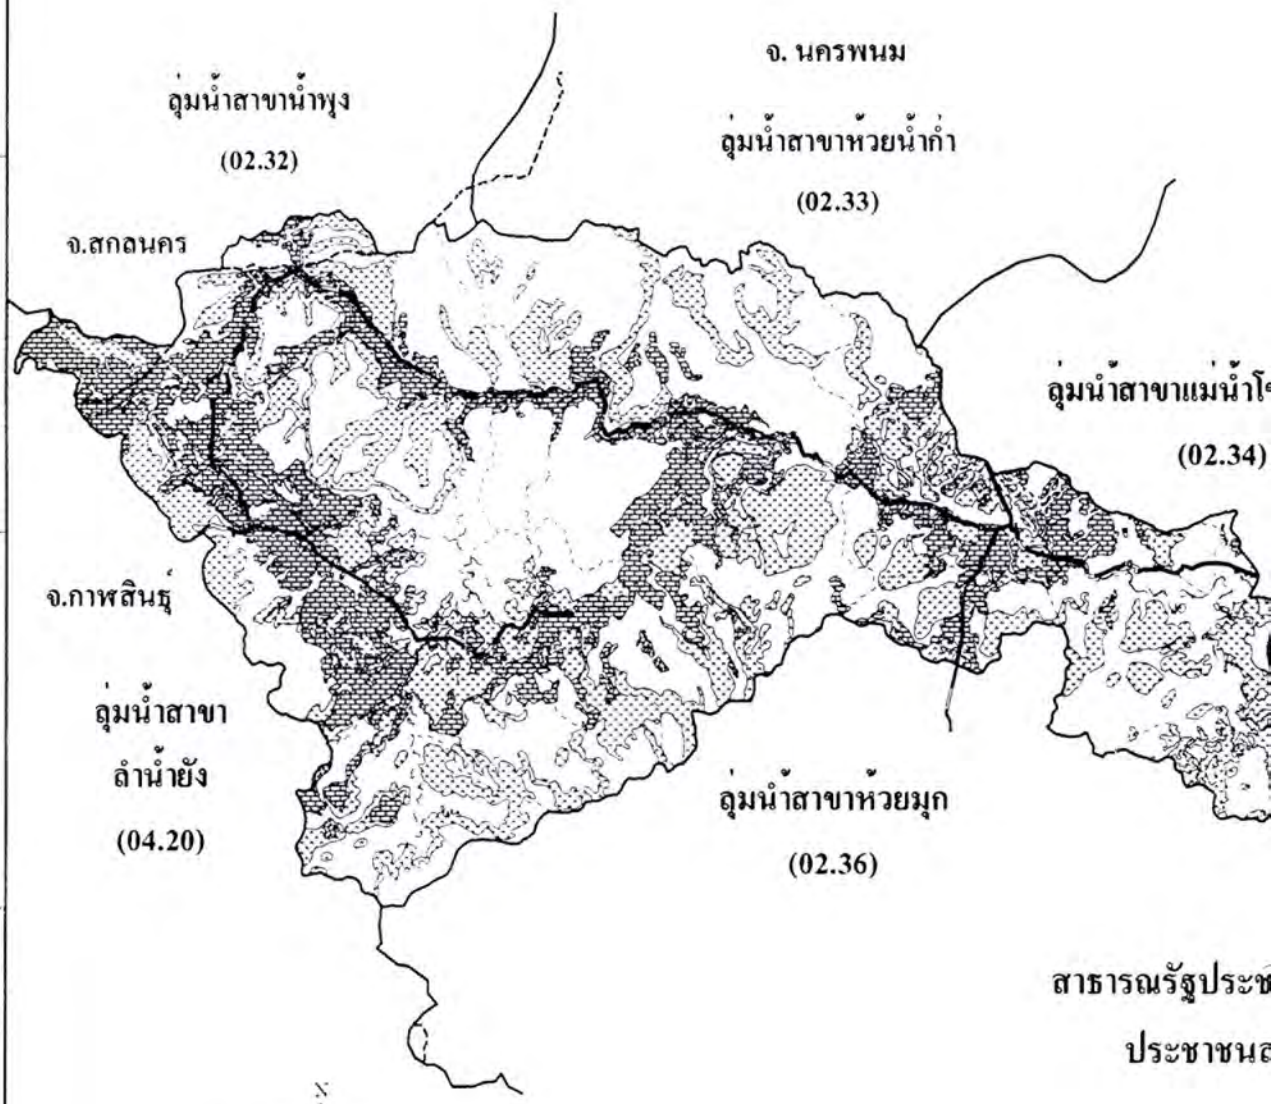 จ. นครพนม
ลุ่มน้ำสาขาน้ำพุง
(02.32)
ลุ่มน้ำสาขาห้วยน้ำก่ำ
(02.33)
จ.สกลนคร
ลุ่มน้ำสาขาแม่น้ำโข
(02.34)
จ.กาฬสินธุ์
ลุ่มน้ำสาขา
ลำน้ำยัง
(04.20)
ลุ่มน้ำสาขาห้วยมุก
(02.36)
สาธารณรัฐประช
ประชาชนล